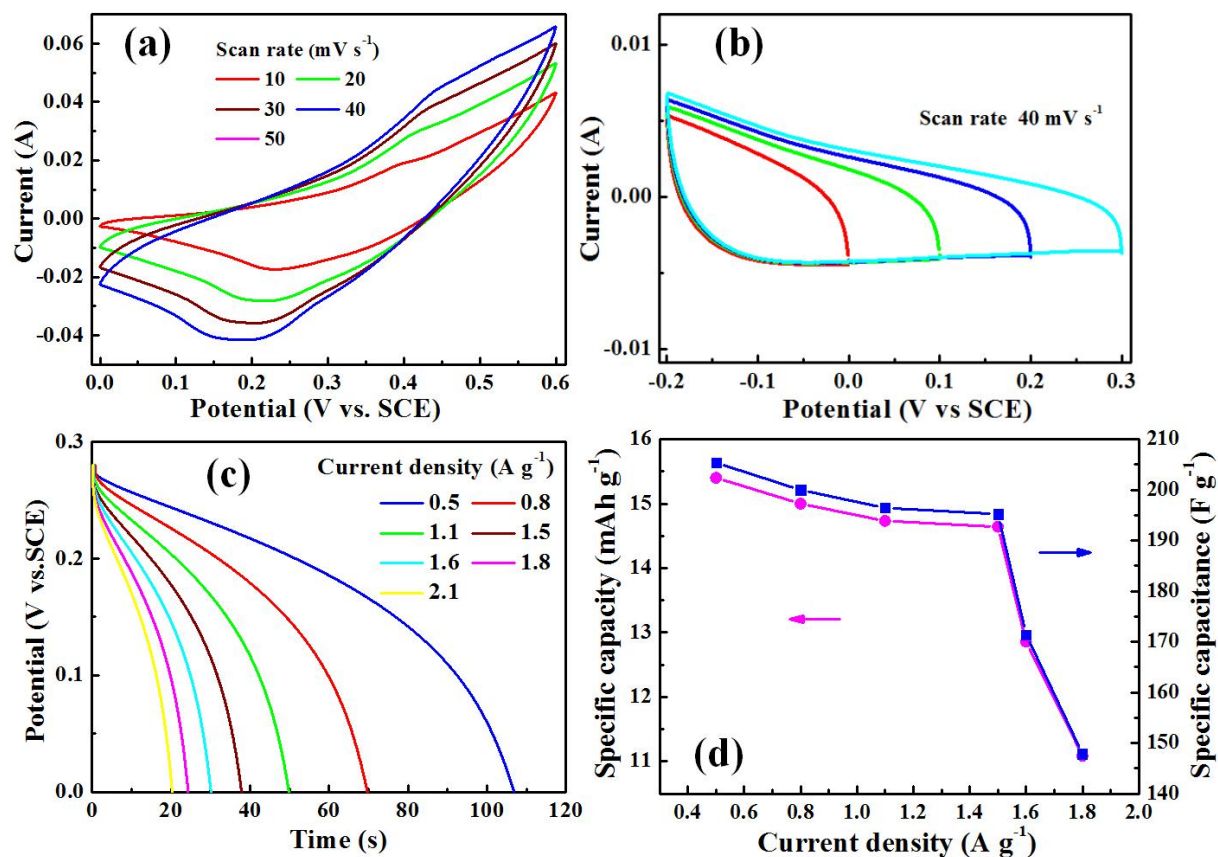 (a)
Scan rate (mV s⁻¹)
10 20
30 40
50
0.06
0.04
0.02
0.00
-0.02
-0.04
Current (A)
0.0 0.1 0.2 0.3 0.4 0.5 0.6
Potential (V vs. SCE)
(b)
Scan rate 40 mV s⁻¹
0.01
0.00
-0.01
Current (A)
-0.2 -0.1 0.0 0.1 0.2 0.3
Potential (V vs SCE)
(c)
Current density (A g⁻¹)
0.5 0.8
1.1 1.5
1.6 1.8
2.1
0.3
0.2
0.1
0.0
Potential (V vs.SCE)
0 20 40 60 80 100 120
Time (s)
(d)
16
15
14
13
12
11
Specific capacity (mAh g⁻¹)
210
200
190
180
170
160
150
140
Specific capacitance (F g⁻¹)
0.4 0.6 0.8 1.0 1.2 1.4 1.6 1.8 2.0
Current density (A g⁻¹)